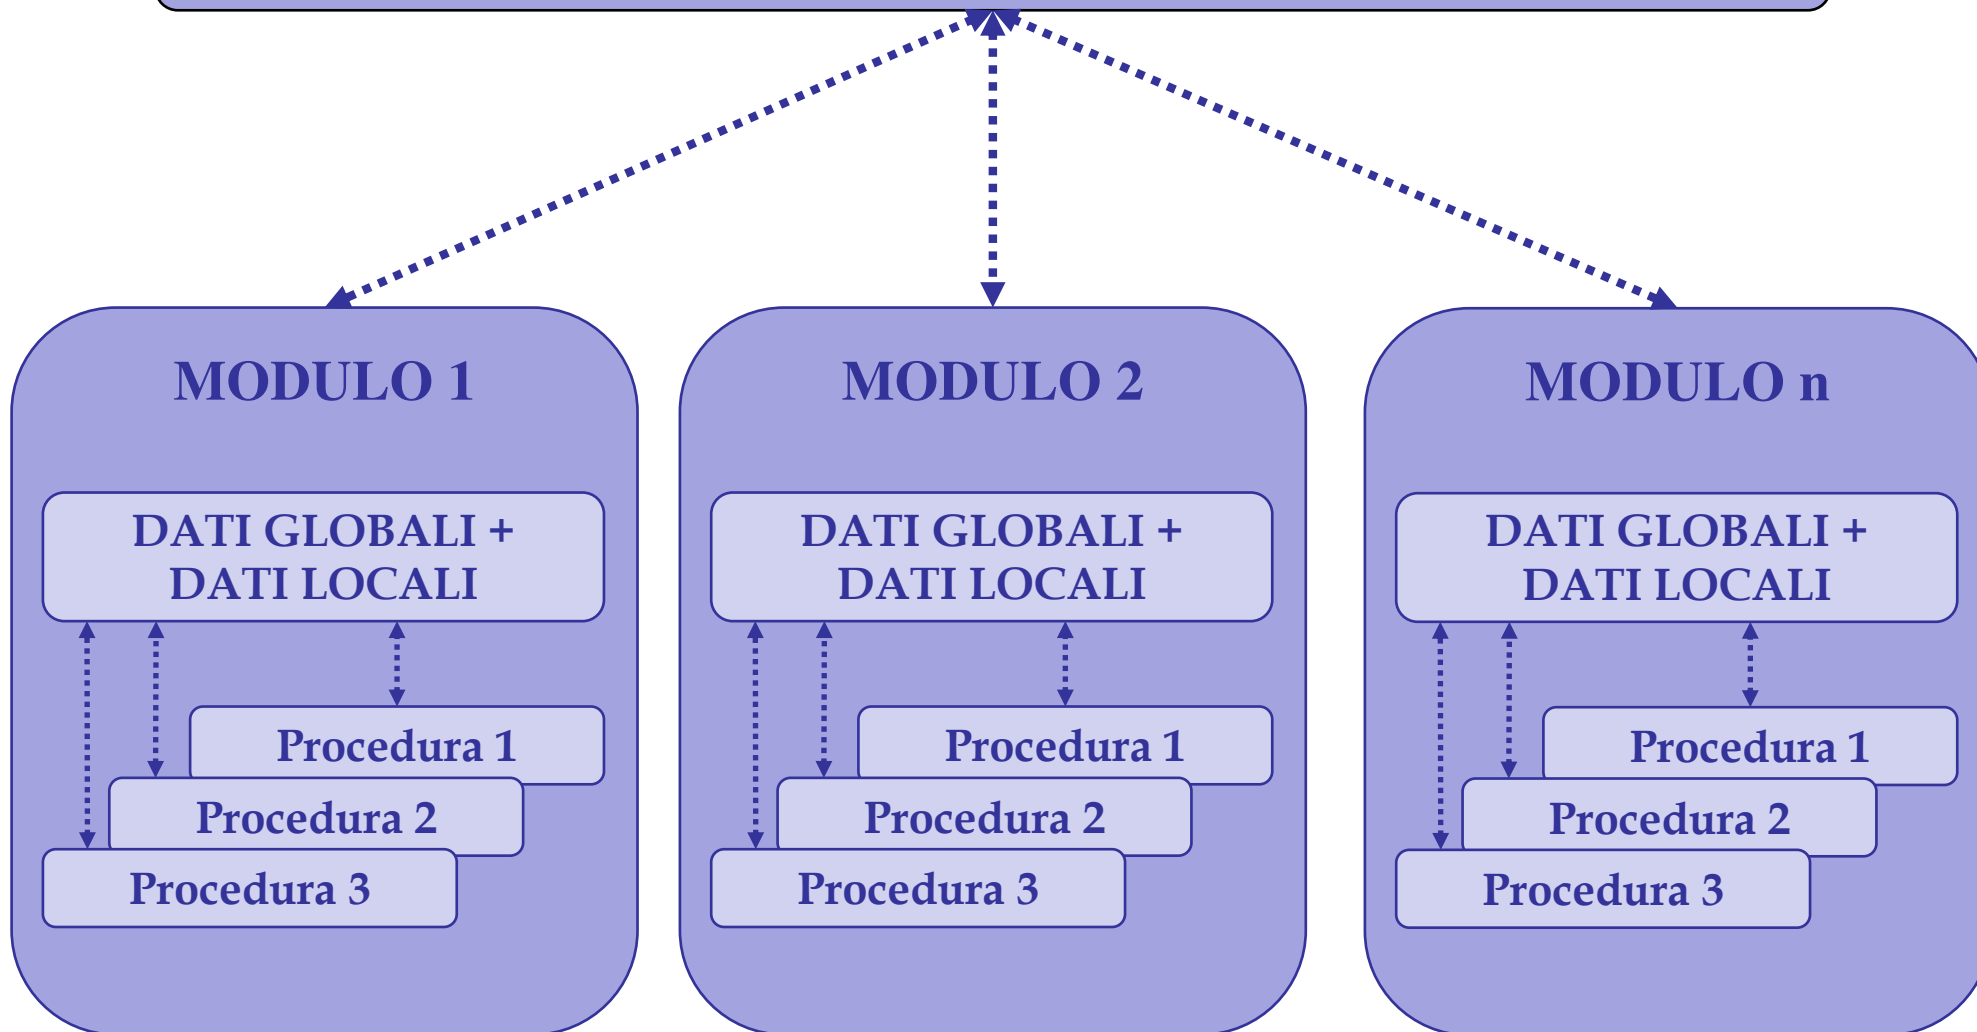 MODULO 1
DATI GLOBALI +
DATI LOCALI
Procedura 1
Procedura 2
Procedura 3
MODULO 2
DATI GLOBALI +
DATI LOCALI
Procedura 1
Procedura 2
Procedura 3
MODULO n
DATI GLOBALI +
DATI LOCALI
Procedura 1
Procedura 2
Procedura 3